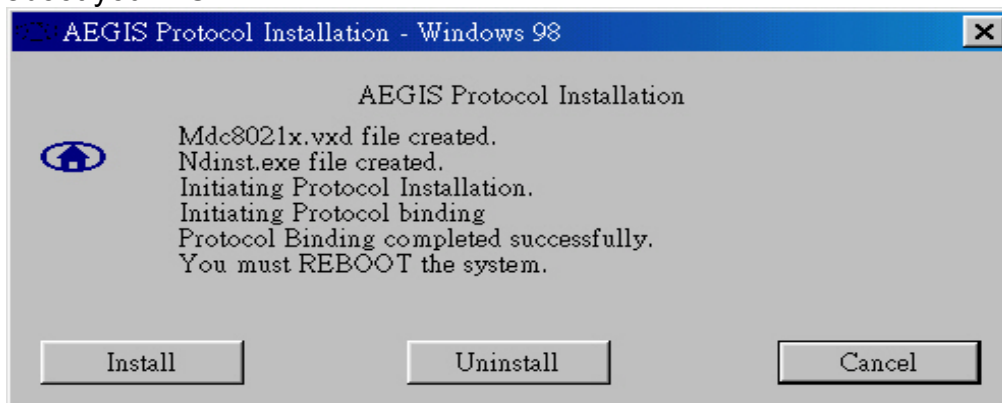 AEGIS Protocol Installation - Windows 98
AEGIS Protocol Installation
Mdc8021x.vxd file created.
Ndinst.exe file created.
Initiating Protocol Installation.
Initiating Protocol binding
Protocol Binding completed successfully.
You must REBOOT the system.
Install Uninstall Cancel